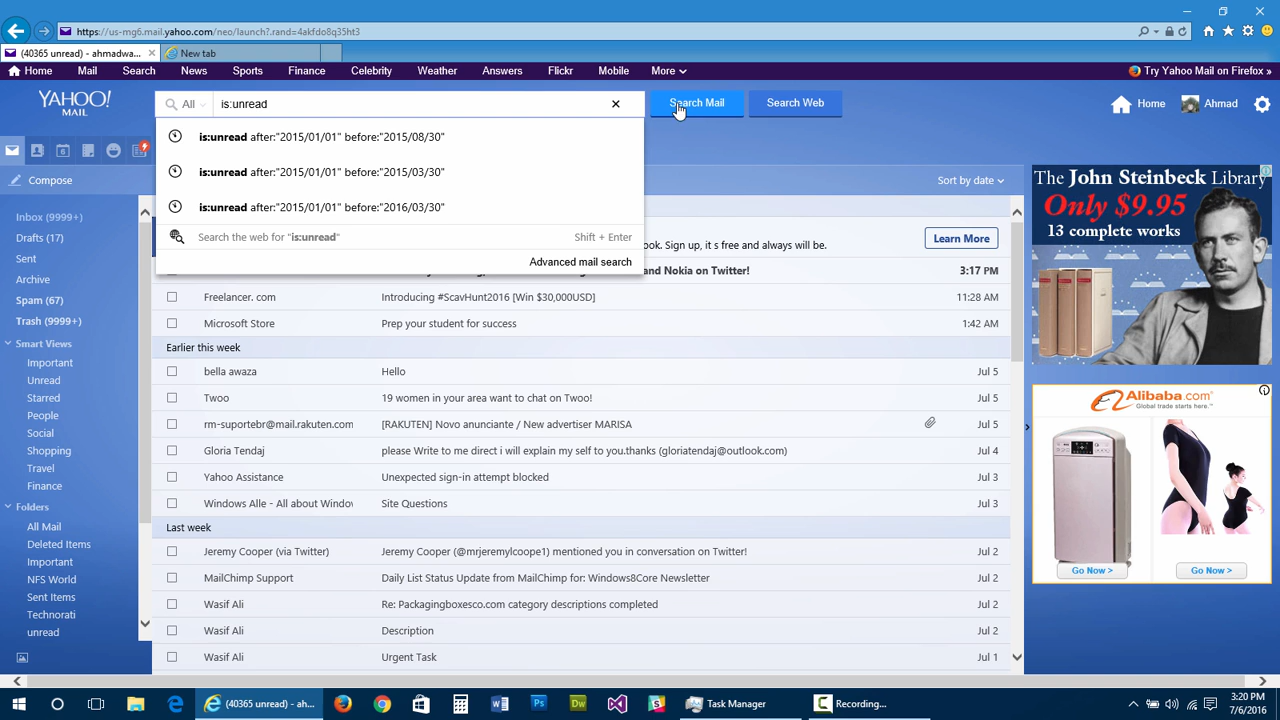 https://us-mg6.mail.yahoo.com/neo/launch?.rand=4akfdo8q35ht3
(40365 unread) - ahmadwa...
New tab
Home Mail Search News Sports Finance Celebrity Weather Answers Flickr Mobile More Try Yahoo Mail on Firefox »
YAHOO! MAIL
All is:unread Search Mail Search Web Home Ahmad
is:unread after:"2015/01/01" before:"2015/08/30"
is:unread after:"2015/01/01" before:"2015/03/30"
is:unread after:"2015/01/01" before:"2016/03/30"
Search the web for "is:unread" Shift + Enter
Advanced mail search
Compose
Sort by date
Inbox (9999+)
Drafts (17)
Sent
Archive
Spam (67)
Trash (9999+)
Smart Views
Important
Unread
Starred
People
Social
Shopping
Travel
Finance
Folders
All Mail
Deleted Items
Important
NFS World
Sent Items
Technorati
unread
ook. Sign up, it s free and always will be. Learn More
and Nokia on Twitter! 3:17 PM
Freelancer. com Introducing #ScavHunt2016 [Win $30,000USD] 11:28 AM
Microsoft Store Prep your student for success 1:42 AM
Earlier this week
bella awaza Hello Jul 5
Twoo 19 women in your area want to chat on Twoo! Jul 5
rm-suportebr@mail.rakuten.com [RAKUTEN] Novo anunciante / New advertiser MARISA Jul 5
Gloria Tendaj please Write to me direct i will explain my self to you.thanks (gloriatendaj@outlook.com) Jul 4
Yahoo Assistance Unexpected sign-in attempt blocked Jul 3
Windows Alle - All about Windov Site Questions Jul 3
Last week
Jeremy Cooper (via Twitter) Jeremy Cooper (@mrjeremylcoope1) mentioned you in conversation on Twitter! Jul 2
MailChimp Support Daily List Status Update from MailChimp for: Windows8Core Newsletter Jul 2
Wasif Ali Re: Packagingboxesco.com category descriptions completed Jul 2
Wasif Ali Description Jul 2
Wasif Ali Urgent Task Jul 1
The John Steinbeck Library
Only $9.95
13 complete works
Alibaba.com
Global trade starts here.™
Go Now > Go Now >
(40365 unread) - ah...
Task Manager
Recording...
3:20 PM
7/6/2016